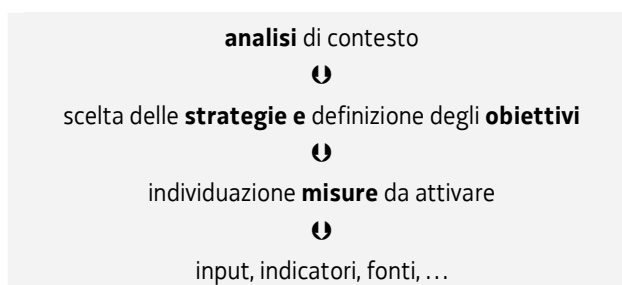 analisi di contesto
scelta delle strategie e definizione degli obiettivi
individuazione misure da attivare
input, indicatori, fonti, …